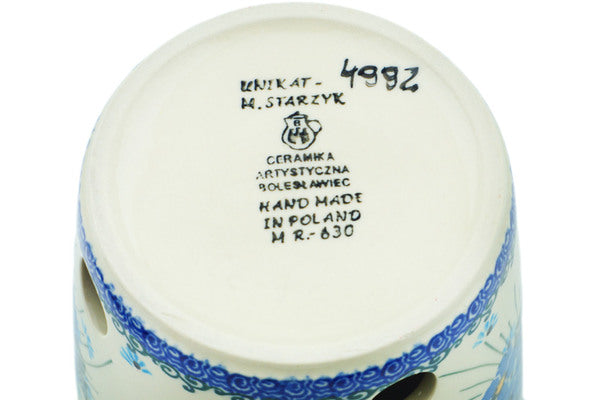 UNIKAT- 4992
M. STARZYK
B
CERAMIKA
ARTYSTYCZNA
BOLESŁAWIEC
HAND MADE
IN POLAND
M R.-630